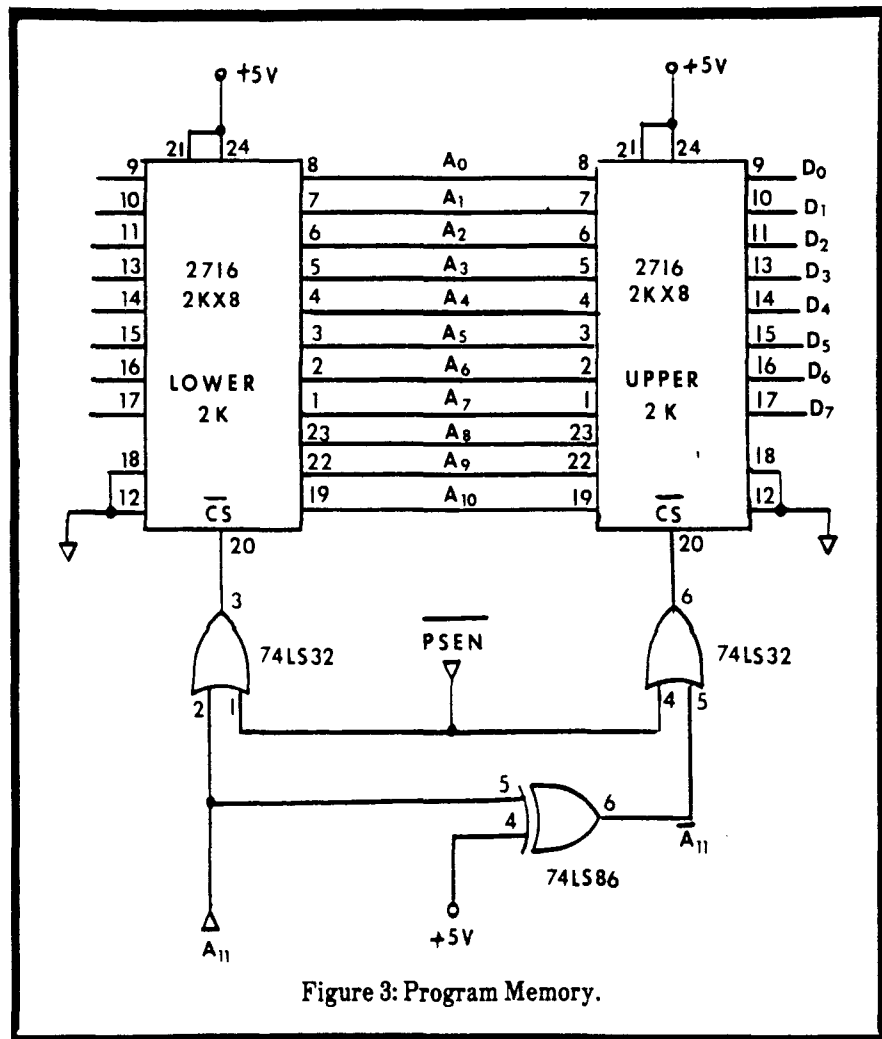 +5V +5V
21 24 21 24
9 8 A0 8 9 D0
10 7 A1 7 10 D1
11 6 A2 6 11 D2
13 5 A3 5 13 D3
2716 2716
14 4 A4 4 14 D4
2KX8 2KX8
15 3 A5 3 15 D5
16 2 A6 2 16 D6
LOWER UPPER
17 1 A7 1 17 D7
2K 2K
23 A8 23
18 22 A9 22 18
12 19 A10 19 12
C̅S̅ C̅S̅
20 20
3 6
P̅S̅E̅N̅
74LS32 74LS32
2 1 4 5
5 6
4
A̅11
74LS86
+5V
A11
Figure 3: Program Memory.